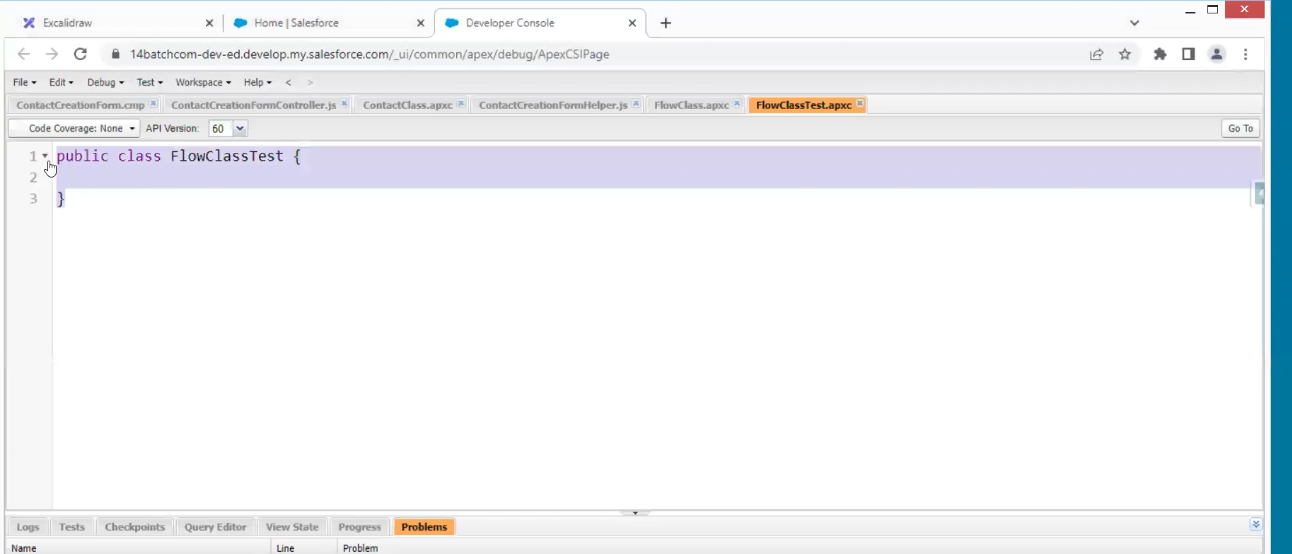 Excalidraw
Home | Salesforce
Developer Console
14batchcom-dev-ed.develop.my.salesforce.com/_ui/common/apex/debug/ApexCSIPage
File Edit Debug Test Workspace Help < >
ContactCreationForm.cmp ContactCreationFormController.js ContactClass.apxc ContactCreationFormHelper.js FlowClass.apxc FlowClassTest.apxc
Code Coverage: None API Version: 60 Go To
1 public class FlowClassTest {
2
3 }
Logs Tests Checkpoints Query Editor View State Progress Problems
Name Line Problem